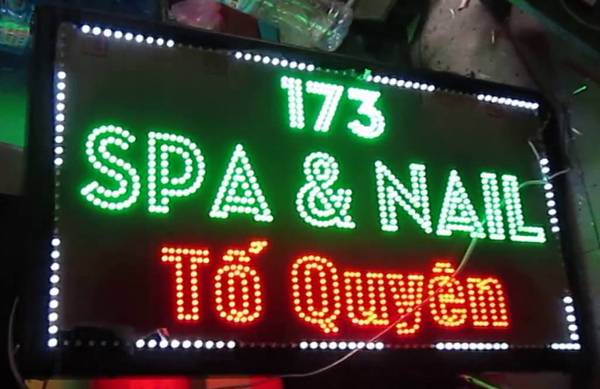 173
SPA & NAIL
Tố Quyên